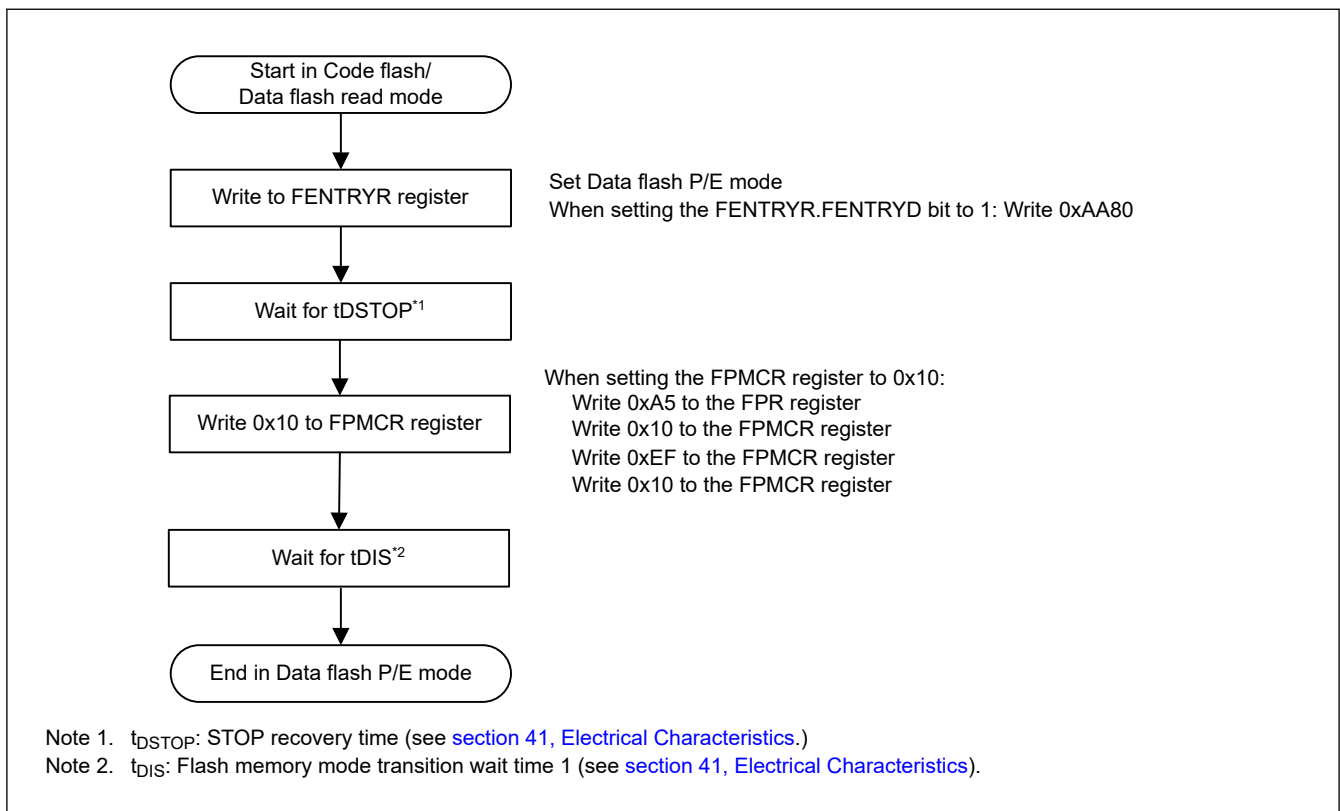 Start in Code flash/
Data flash read mode
Write to FENTRYR register
Set Data flash P/E mode
When setting the FENTRYR.FENTRYD bit to 1: Write 0xAA80
Wait for tDSTOP*1
When setting the FPMCR register to 0x10:
Write 0xA5 to the FPR register
Write 0x10 to FPMCR register
Write 0x10 to the FPMCR register
Write 0xEF to the FPMCR register
Write 0x10 to the FPMCR register
Wait for tDIS*2
End in Data flash P/E mode
Note 1. tDSTOP: STOP recovery time (see section 41, Electrical Characteristics.)
Note 2. tDIS: Flash memory mode transition wait time 1 (see section 41, Electrical Characteristics).